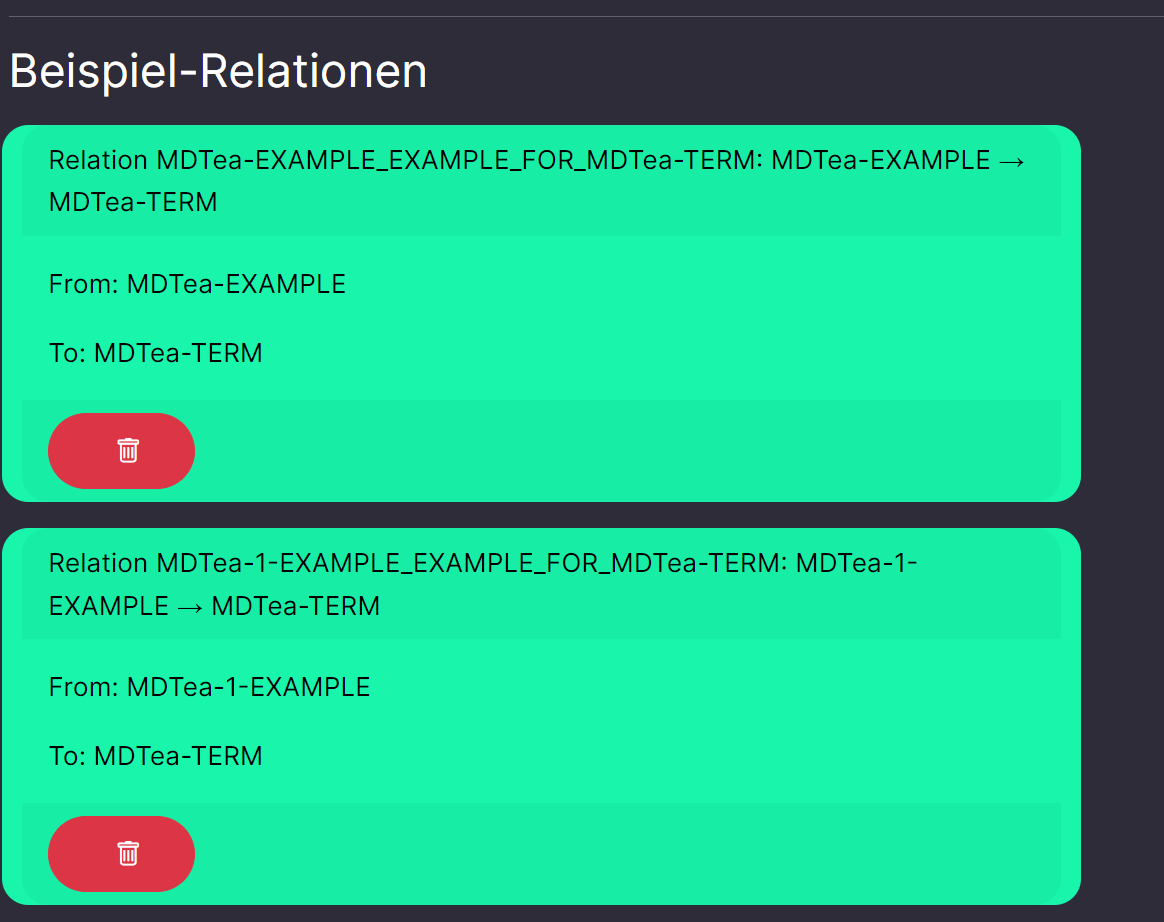 Beispiel-Relationen
Relation MDTea-EXAMPLE_EXAMPLE_FOR_MDTea-TERM: MDTea-EXAMPLE →
MDTea-TERM
From: MDTea-EXAMPLE
To: MDTea-TERM
Relation MDTea-1-EXAMPLE_EXAMPLE_FOR_MDTea-TERM: MDTea-1-
EXAMPLE → MDTea-TERM
From: MDTea-1-EXAMPLE
To: MDTea-TERM